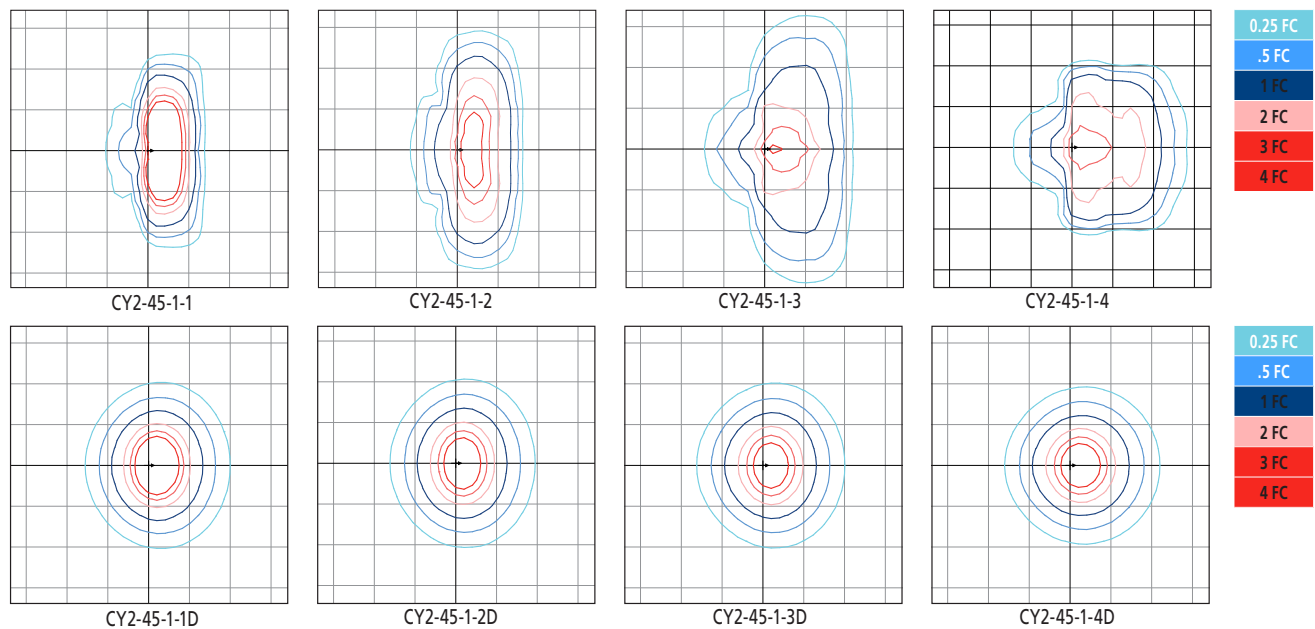 0.25 FC
.5 FC
1 FC
2 FC
3 FC
4 FC
CY2-45-1-1
CY2-45-1-2
CY2-45-1-3
CY2-45-1-4
0.25 FC
.5 FC
1 FC
2 FC
3 FC
4 FC
CY2-45-1-1D
CY2-45-1-2D
CY2-45-1-3D
CY2-45-1-4D